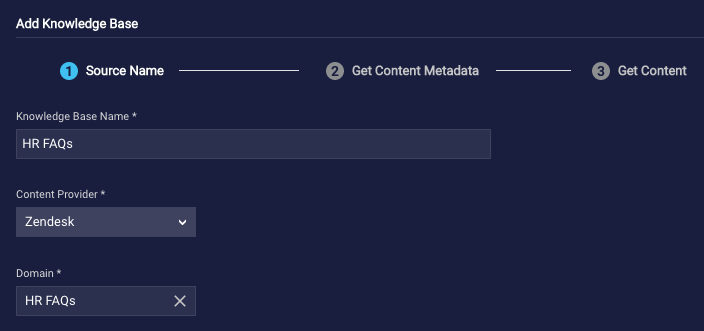 Add Knowledge Base
1 Source Name 2 Get Content Metadata 3 Get Content
Knowledge Base Name *
HR FAQs
Content Provider *
Zendesk
Domain *
HR FAQs